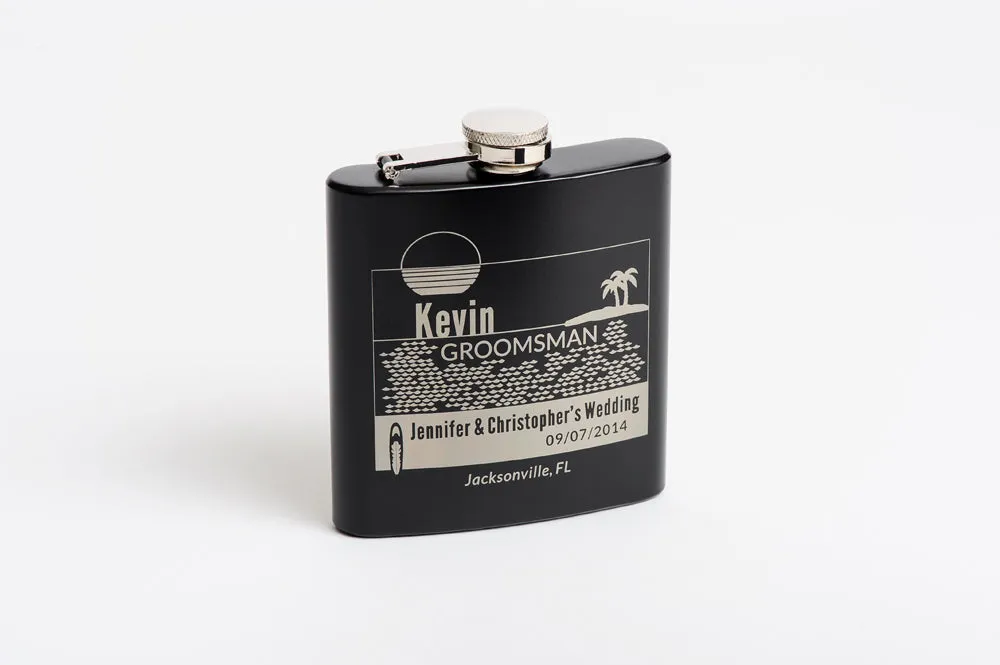 Kevin
GROOMSMAN
Jennifer & Christopher's Wedding
09/07/2014
Jacksonville, FL